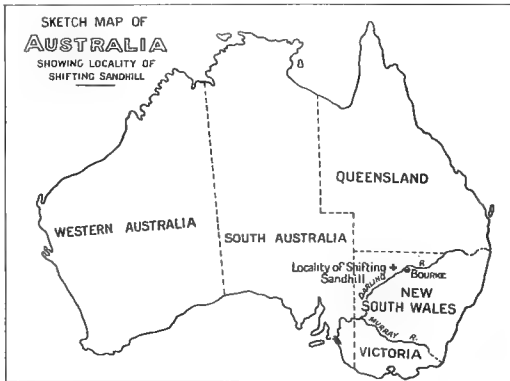 SKETCH MAP OF
AUSTRALIA
SHOWING LOCALITY OF
SHIFTING SANDHILL
QUEENSLAND
WESTERN AUSTRALIA
SOUTH AUSTRALIA
Locality of Shifting
Sandhill
R.
BOURKE
DARLING
NEW
SOUTH WALES
MURRAY R.
VICTORIA